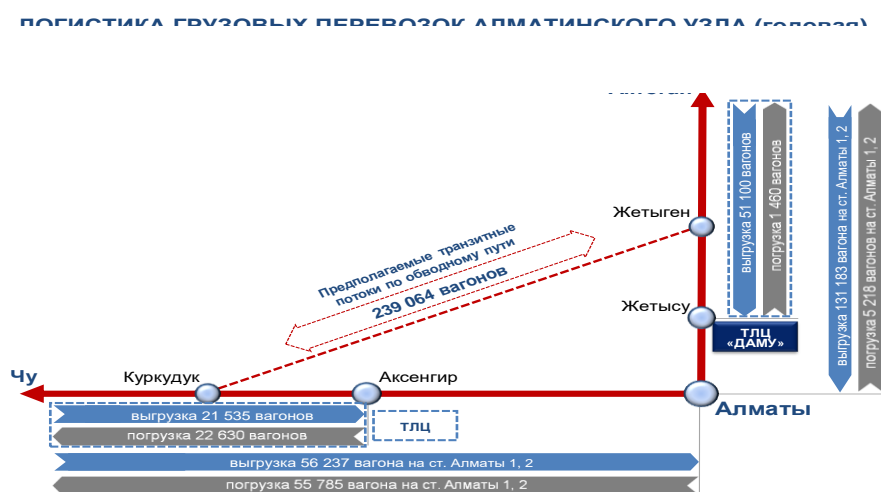 ЛОГИСТИКА ГРУЗОВЫХ ПЕРЕВОЗОК АЛМАТИНСКОГО УЗЛА (годовая)
Жетыген
Предполагаемые транзитные
потоки по обводному пути
239 064 вагонов
Жетысу
ТЛЦ
«ДАМУ»
выгрузка 51 100 вагонов
погрузка 1 460 вагонов
выгрузка 131 183 вагона на ст. Алматы 1, 2
погрузка 5 218 вагонов на ст. Алматы 1, 2
Чу
Куркудук
Аксенгир
Алматы
выгрузка 21 535 вагонов
погрузка 22 630 вагонов
ТЛЦ
выгрузка 56 237 вагона на ст. Алматы 1, 2
погрузка 55 785 вагонов на ст. Алматы 1, 2